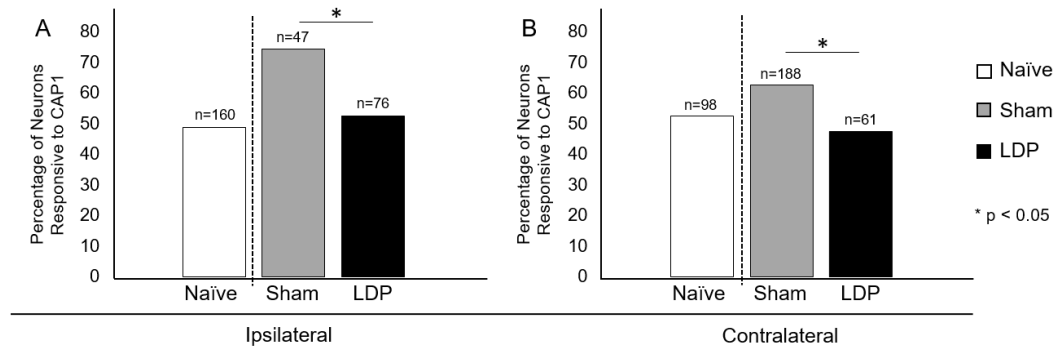 A
Percentage of Neurons
Responsive to CAP1
80
70
60
50
40
30
20
10
0
n=160
n=47
*
n=76
Naïve
Sham
LDP
Ipsilateral
B
Percentage of Neurons
Responsive to CAP1
80
70
60
50
40
30
20
10
0
n=98
n=188
*
n=61
Naïve
Sham
LDP
Contralateral
Naïve
Sham
LDP
* p < 0.05